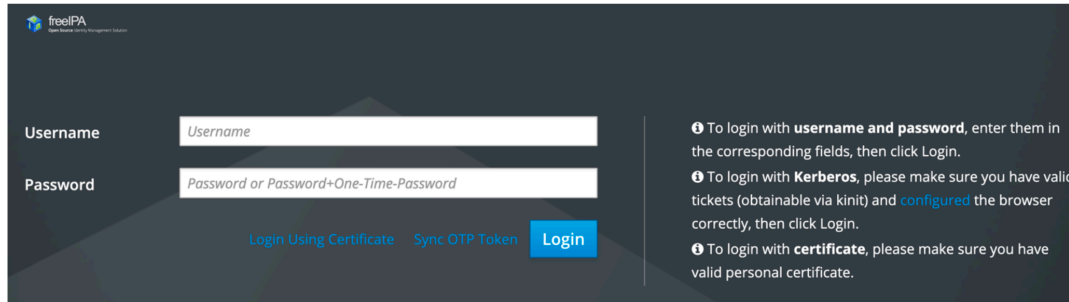 freeIPA
Open Source Identity Management Solution
Username
Username
Password
Password or Password+One-Time-Password
Login Using Certificate Sync OTP Token Login
To login with username and password, enter them in
the corresponding fields, then click Login.
To login with Kerberos, please make sure you have valid
tickets (obtainable via kinit) and configured the browser
correctly, then click Login.
To login with certificate, please make sure you have
valid personal certificate.